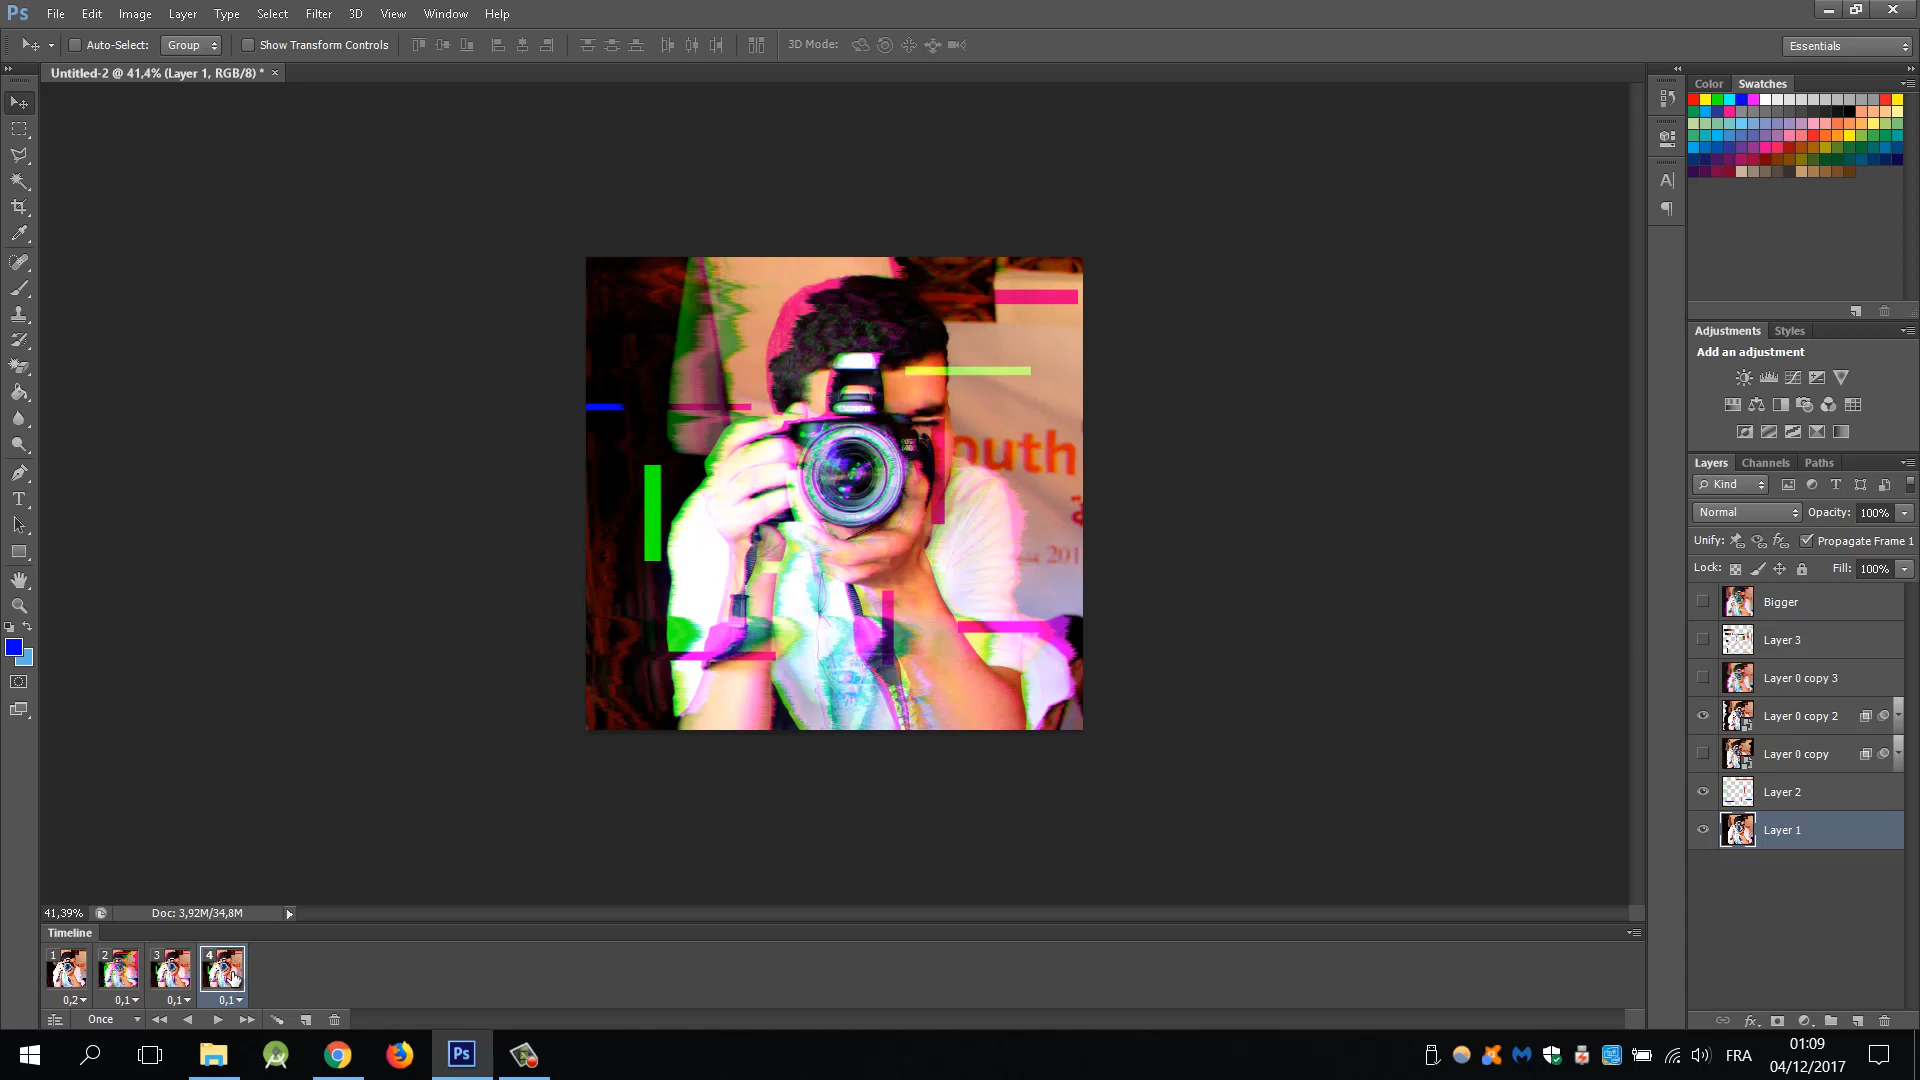 Ps File Edit Image Layer Type Select Filter 3D View Window Help
Auto-Select: Group Show Transform Controls 3D Mode: Essentials
Untitled-2 @ 41,4% (Layer 1, RGB/8) * ×
Color Swatches
outh
201
Adjustments Styles
Add an adjustment
Layers Channels Paths
Kind
Normal Opacity: 100%
Unify: Propagate Frame 1
Lock: Fill: 100%
Bigger
Layer 3
Layer 0 copy 3
Layer 0 copy 2
Layer 0 copy
Layer 2
Layer 1
41,39% Doc: 3,92M/34,8M
Timeline
1 2 3 4
0,2 0,1 0,1 0,1
Once
Ps FRA 01:09
04/12/2017